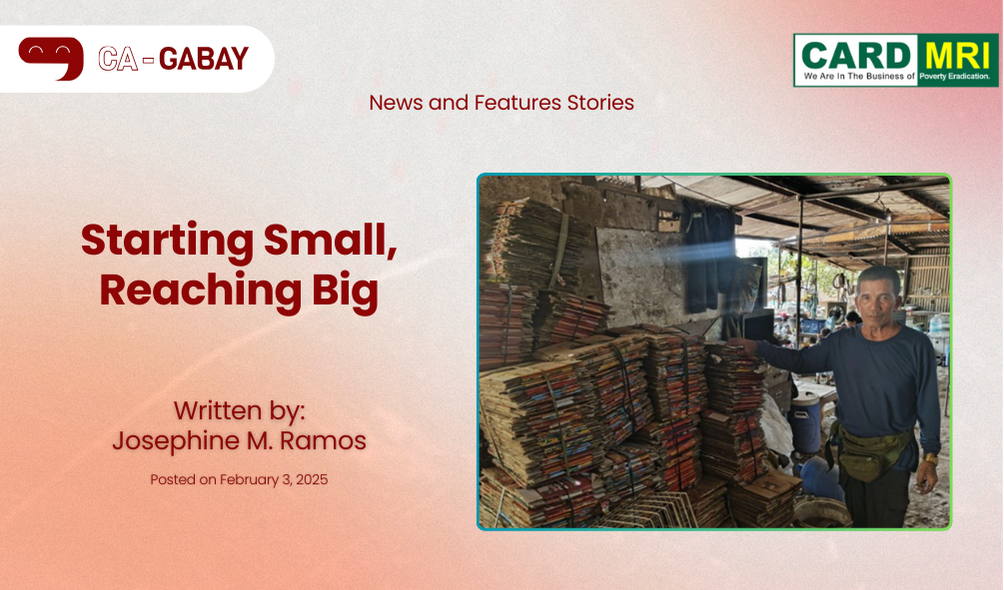 CA-GABAY
CARD MRI
We Are In The Business of Poverty Eradication.
News and Features Stories
Starting Small,
Reaching Big
Written by:
Josephine M. Ramos
Posted on February 3, 2025